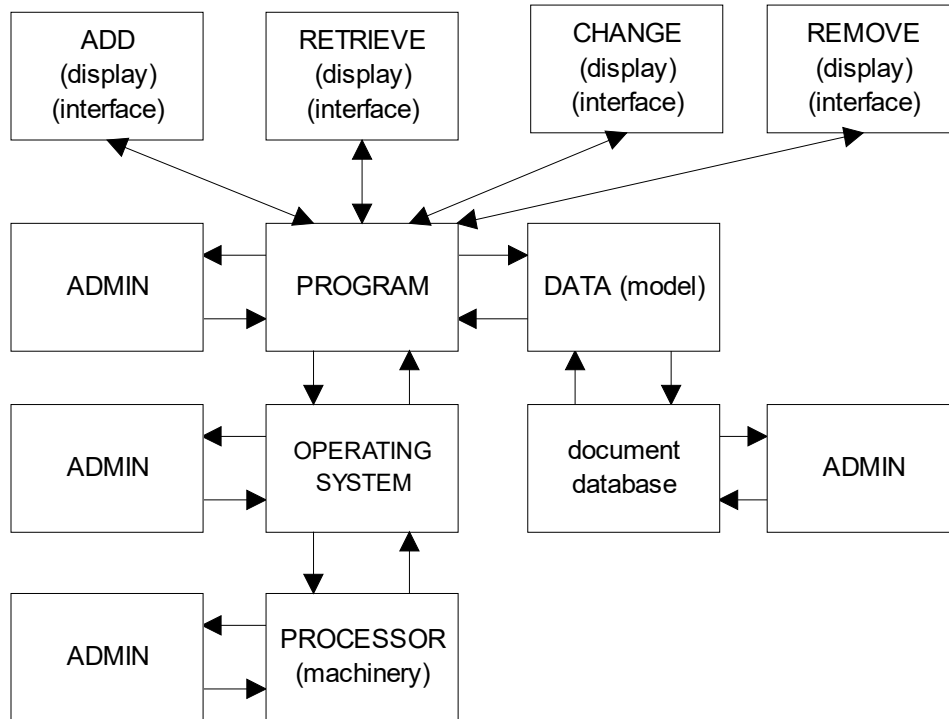 ADD
(display)
(interface)
RETRIEVE
(display)
(interface)
CHANGE
(display)
(interface)
REMOVE
(display)
(interface)
ADMIN
PROGRAM
DATA (model)
ADMIN
OPERATING
SYSTEM
document
database
ADMIN
ADMIN
PROCESSOR
(machinery)